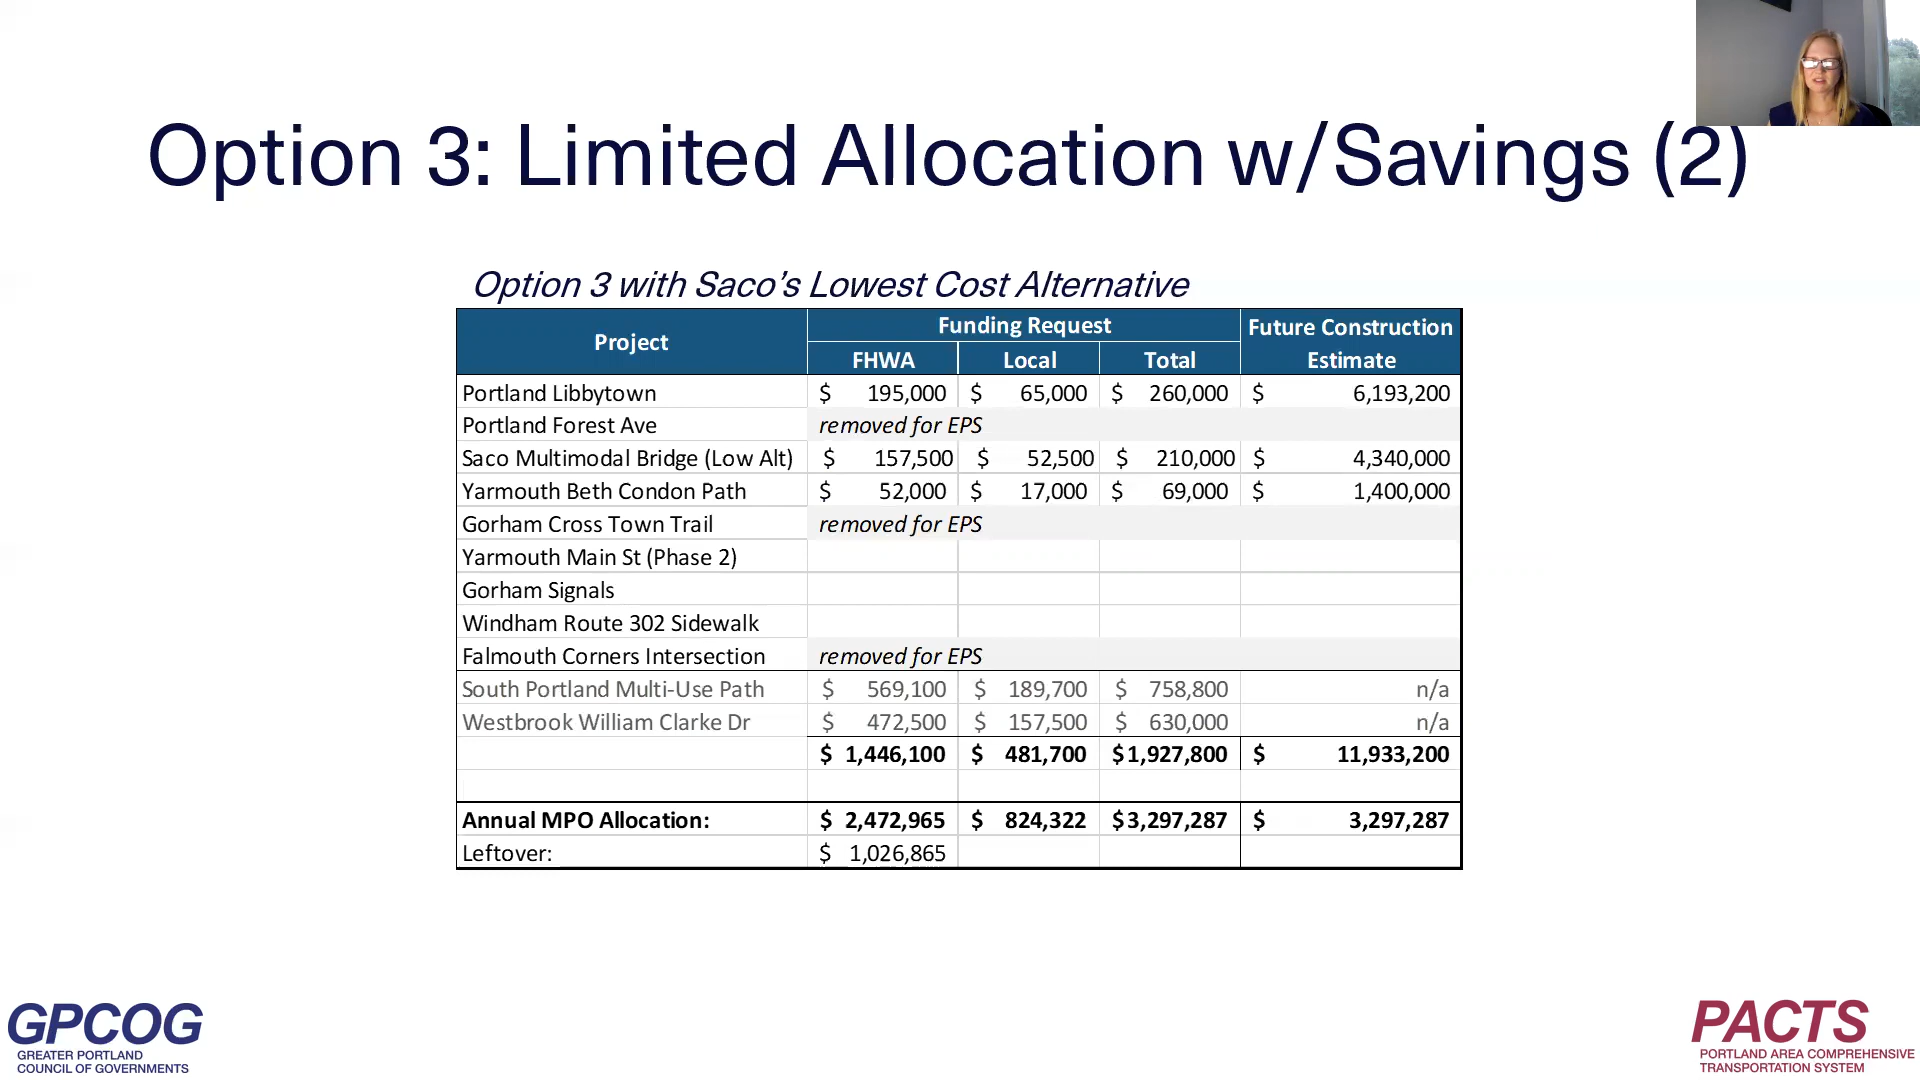 Option 3: Limited Allocation w/Savings (2)
Option 3 with Saco's Lowest Cost Alternative
Project Funding Request Future Construction Estimate
FHWA Local Total
Portland Libbytown $ 195,000 $ 65,000 $ 260,000 $ 6,193,200
Portland Forest Ave removed for EPS
Saco Multimodal Bridge (Low Alt) $ 157,500 $ 52,500 $ 210,000 $ 4,340,000
Yarmouth Beth Condon Path $ 52,000 $ 17,000 $ 69,000 $ 1,400,000
Gorham Cross Town Trail removed for EPS
Yarmouth Main St (Phase 2)
Gorham Signals
Windham Route 302 Sidewalk
Falmouth Corners Intersection removed for EPS
South Portland Multi-Use Path $ 569,100 $ 189,700 $ 758,800 n/a
Westbrook William Clarke Dr $ 472,500 $ 157,500 $ 630,000 n/a
$ 1,446,100 $ 481,700 $1,927,800 $ 11,933,200
Annual MPO Allocation: $ 2,472,965 $ 824,322 $3,297,287 $ 3,297,287
Leftover: $ 1,026,865
GPCOG
GREATER PORTLAND
COUNCIL OF GOVERNMENTS
PACTS
PORTLAND AREA COMPREHENSIVE
TRANSPORTATION SYSTEM